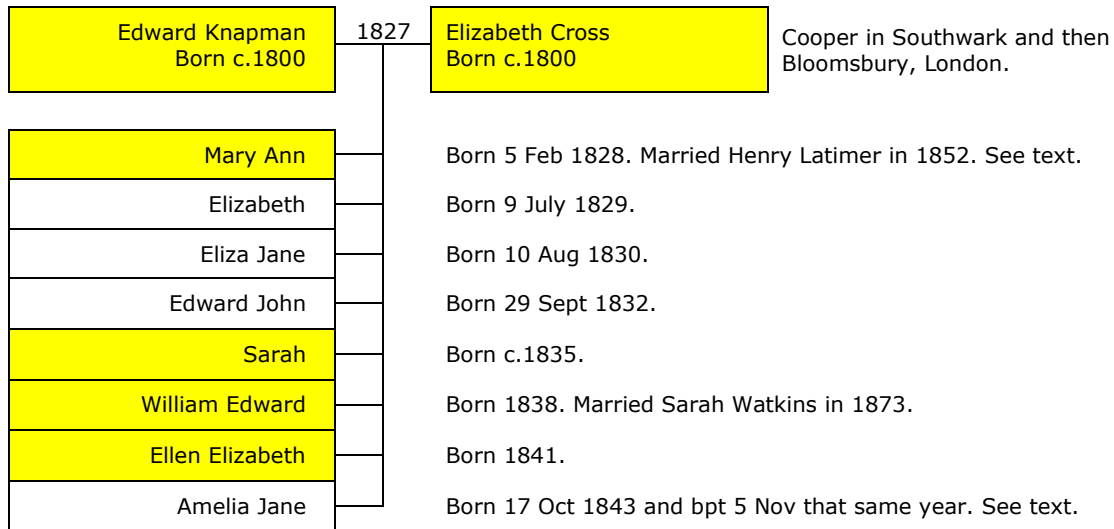 Edward Knapman
Born c.1800
1827
Elizabeth Cross
Born c.1800
Cooper in Southwark and then
Bloomsbury, London.
Mary Ann
Born 5 Feb 1828. Married Henry Latimer in 1852. See text.
Elizabeth
Born 9 July 1829.
Eliza Jane
Born 10 Aug 1830.
Edward John
Born 29 Sept 1832.
Sarah
Born c.1835.
William Edward
Born 1838. Married Sarah Watkins in 1873.
Ellen Elizabeth
Born 1841.
Amelia Jane
Born 17 Oct 1843 and bpt 5 Nov that same year. See text.